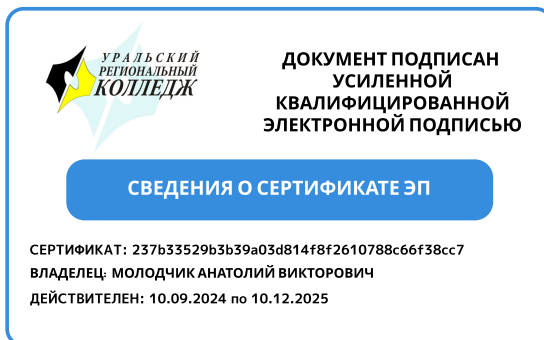 УРАЛЬСКИЙ
РЕГИОНАЛЬНЫЙ
КОЛЛЕДЖ
ДОКУМЕНТ ПОДПИСАН
УСИЛЕННОЙ
КВАЛИФИЦИРОВАННОЙ
ЭЛЕКТРОННОЙ ПОДПИСЬЮ
СВЕДЕНИЯ О СЕРТИФИКАТЕ ЭП
СЕРТИФИКАТ: 237b33529b3b39a03d814f8f2610788c66f38cc7
ВЛАДЕЛЕЦ: МОЛОДЧИК АНАТОЛИЙ ВИКТОРОВИЧ
ДЕЙСТВИТЕЛЕН: 10.09.2024 по 10.12.2025